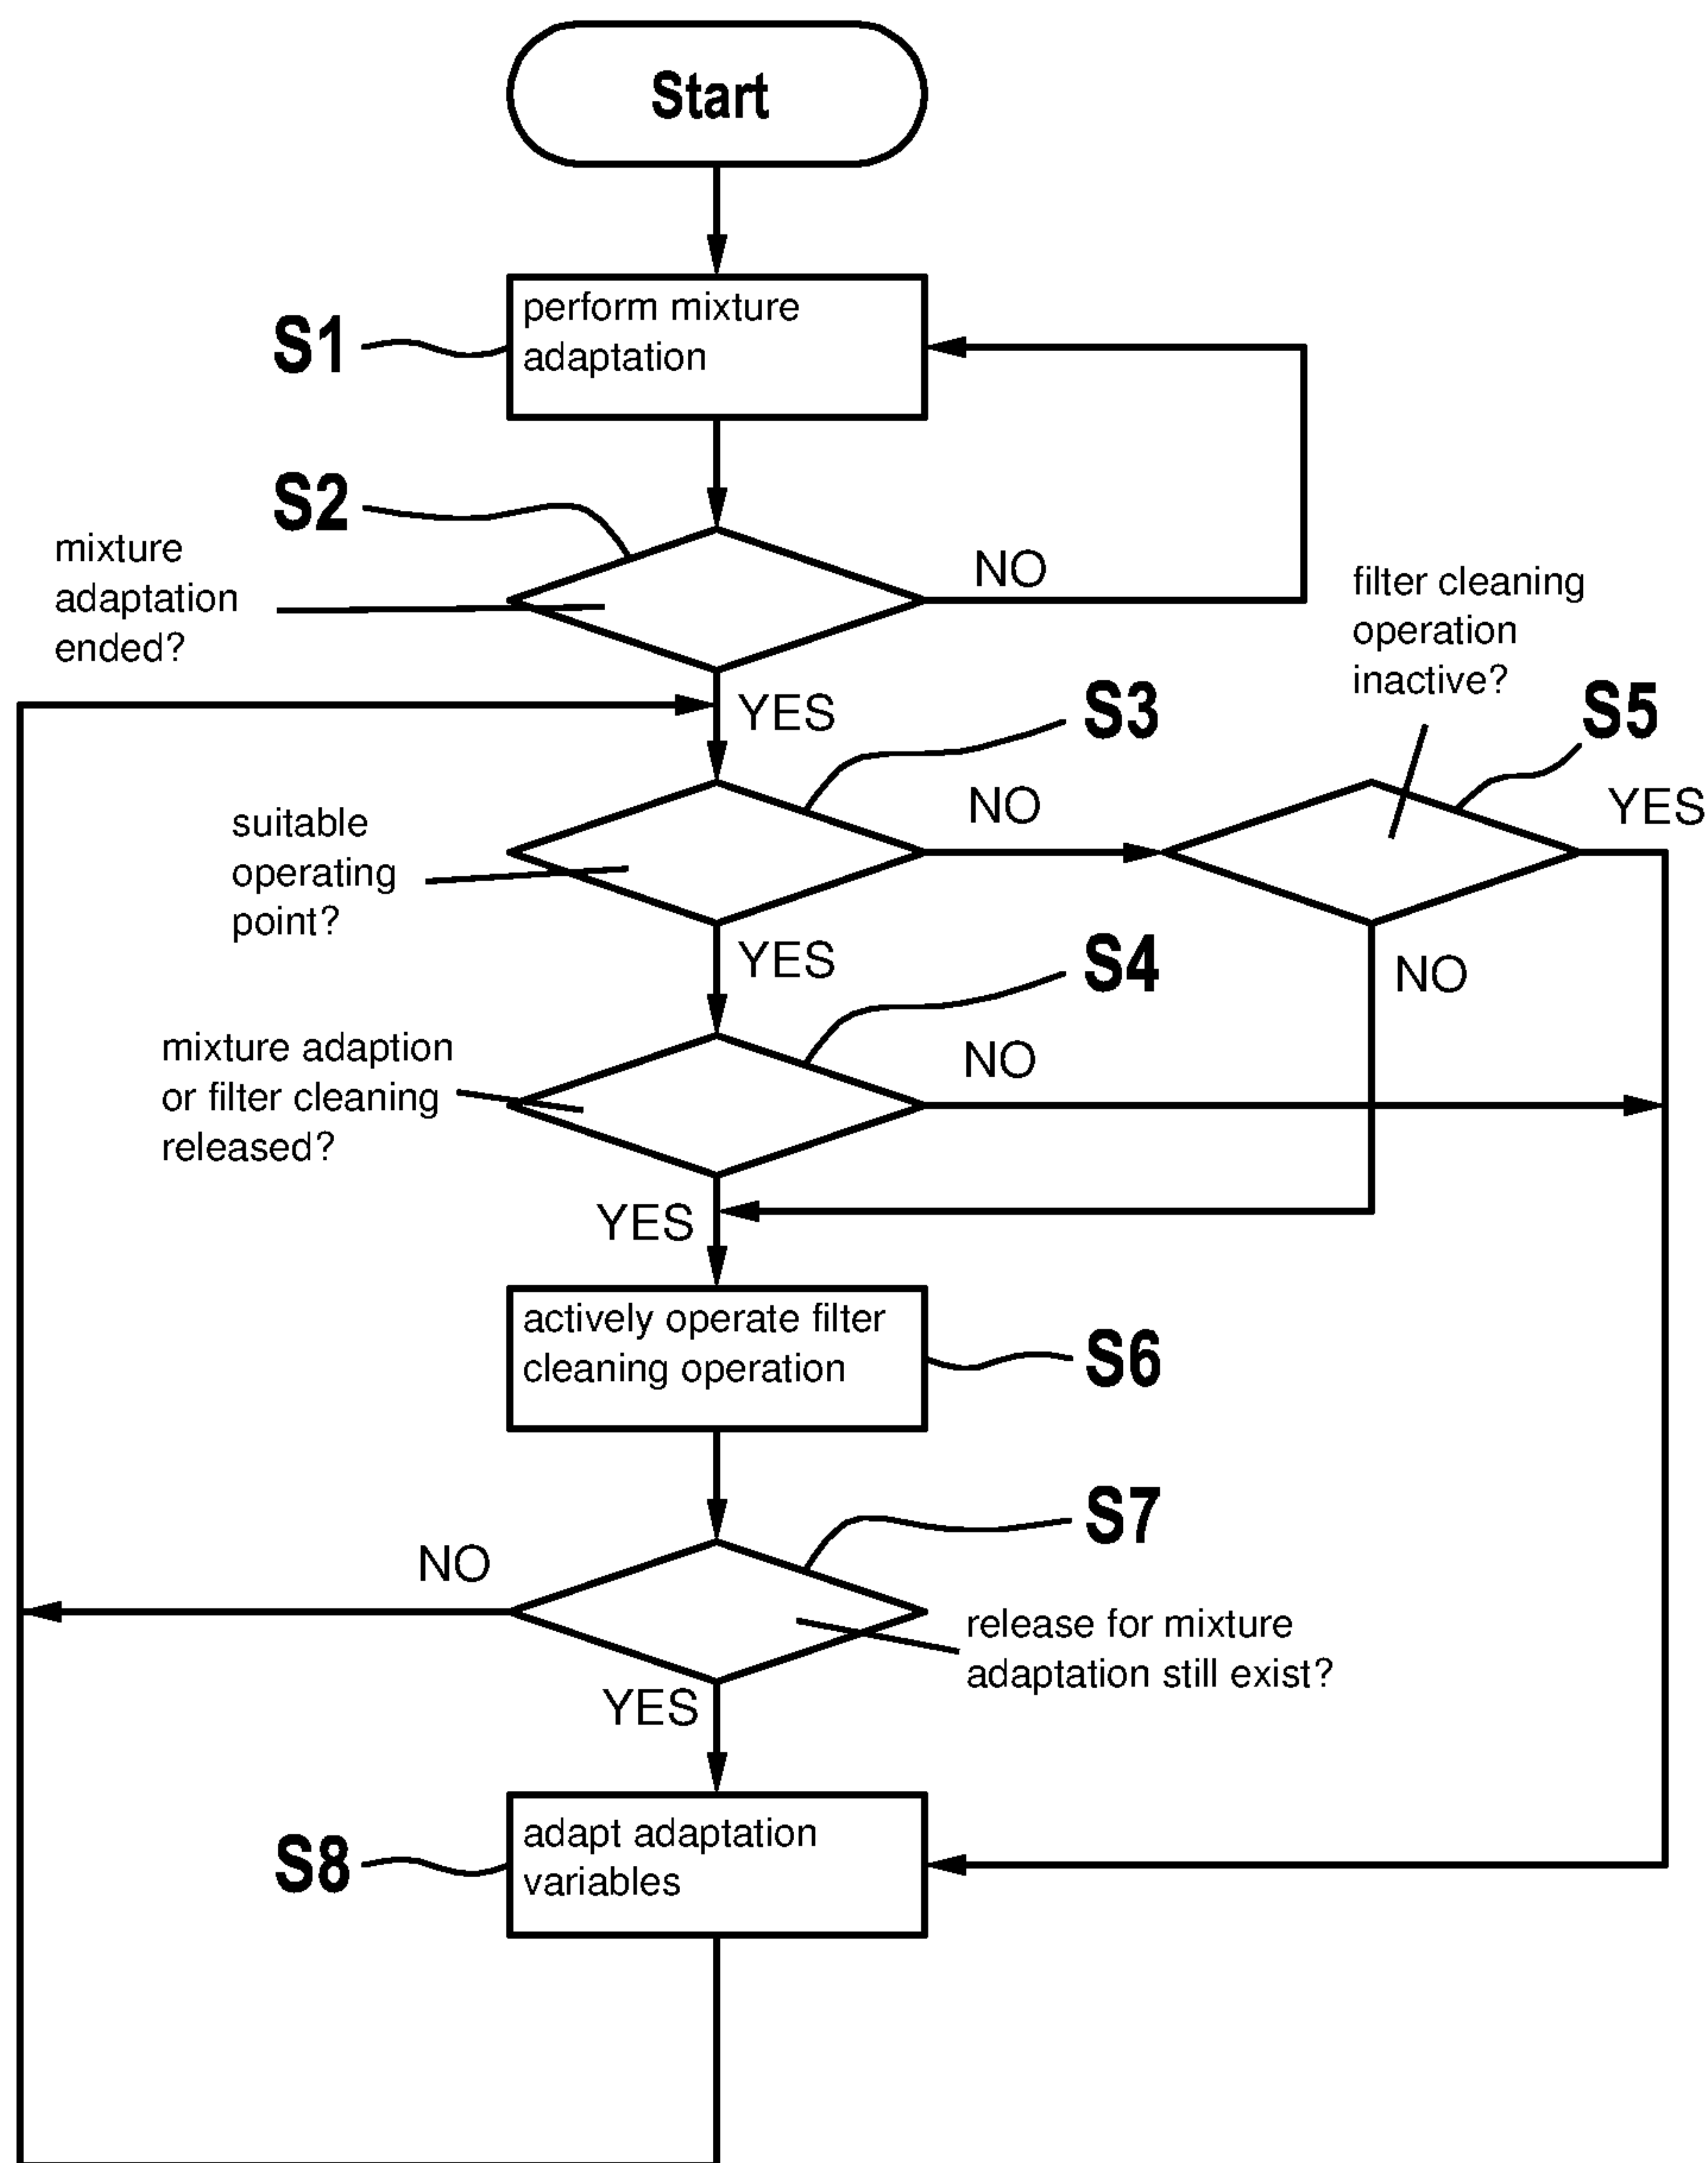 Start
S1
perform mixture
adaptation
S2
mixture
adaptation
ended?
NO
YES
filter cleaning
operation
inactive?
S3
S5
suitable
operating
point?
NO
YES
YES
S4
NO
mixture adaption
or filter cleaning
released?
NO
YES
actively operate filter
cleaning operation
S6
S7
NO
release for mixture
adaptation still exist?
YES
S8
adapt adaptation
variables